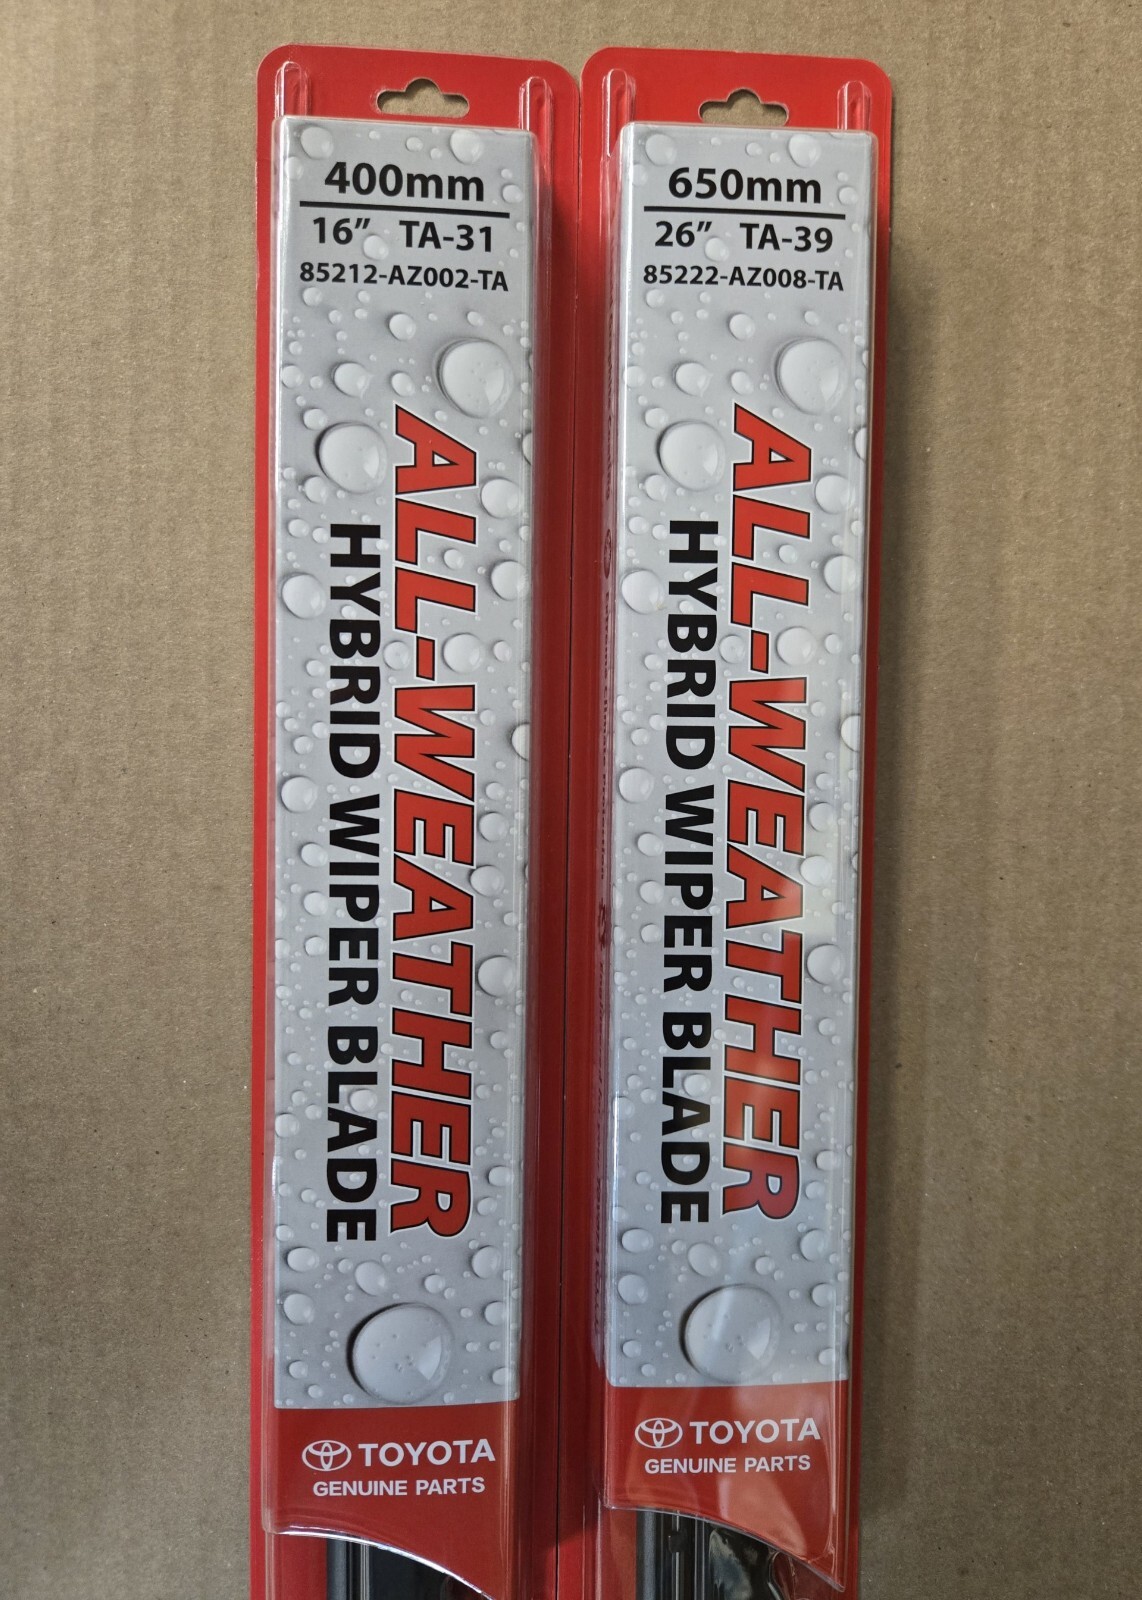 400mm
16” TA-31
85212-AZ002-TA
ALL-WEATHER
HYBRID WIPER BLADE
TOYOTA
GENUINE PARTS
650mm
26” TA-39
85222-AZ008-TA
ALL-WEATHER
HYBRID WIPER BLADE
TOYOTA
GENUINE PARTS